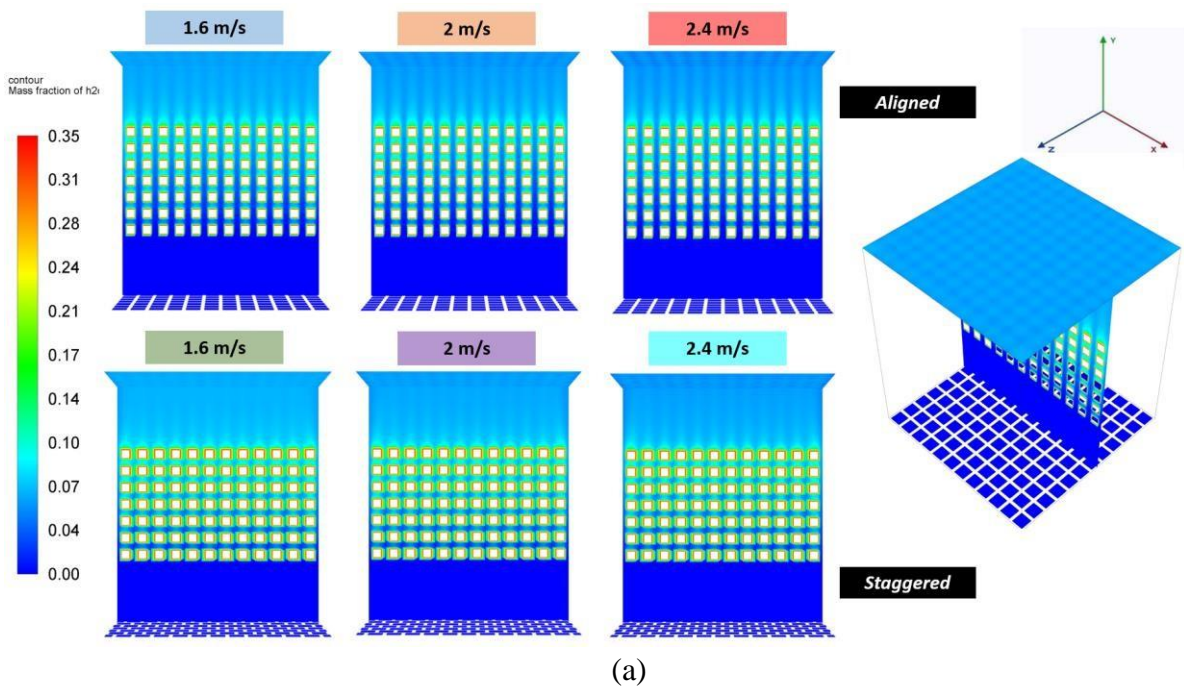 1.6 m/s
2 m/s
2.4 m/s
contour
Mass fraction of h2
Aligned
Y
Z
X
0.35
0.31
0.28
0.24
0.21
0.17
0.14
0.10
0.07
0.04
0.00
1.6 m/s
2 m/s
2.4 m/s
Staggered
(a)